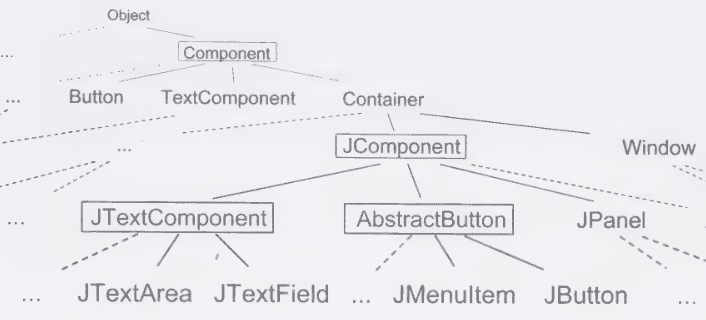 Object
... Component
... Button TextComponent Container
... JComponent Window
... JTextComponent AbstractButton JPanel
... JTextArea JTextField ... JMenuItem JButton ...